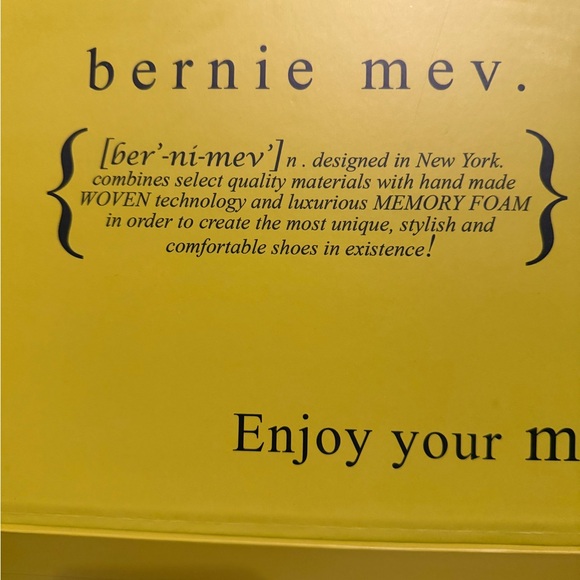 bernie mev.
[ber'-ni-mev'] n . designed in New York.
combines select quality materials with hand made
WOVEN technology and luxurious MEMORY FOAM
in order to create the most unique, stylish and
comfortable shoes in existence!
Enjoy your m